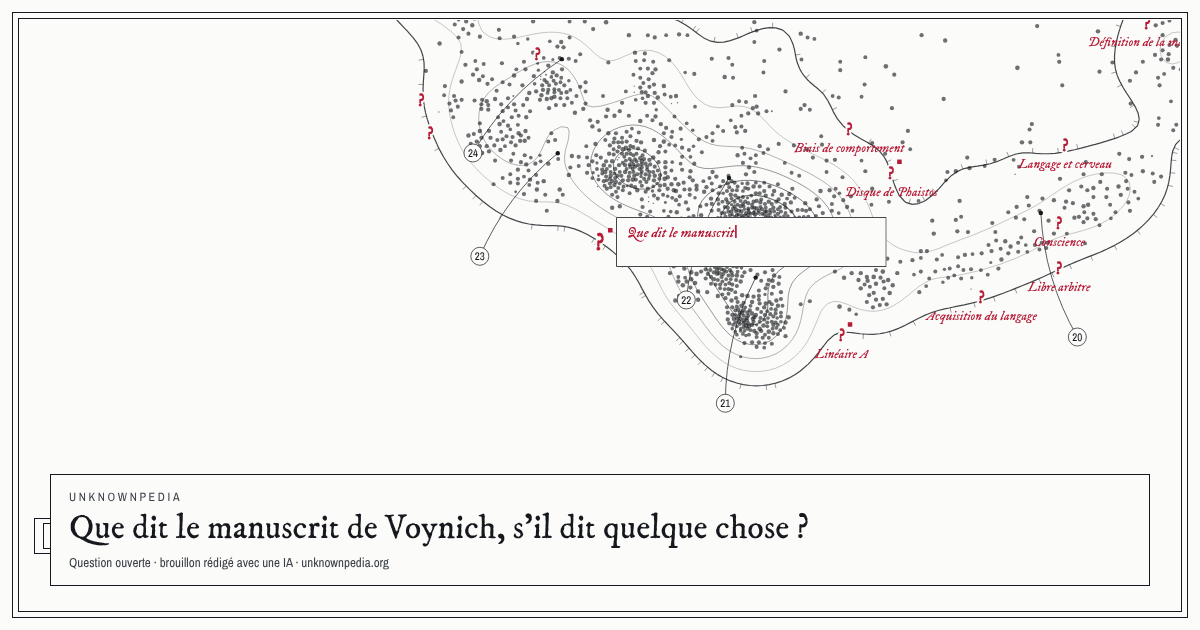 ?
Définition de la
?
?
?
24
?
Biais de comportement
?
Langage et cerveau
?
Disque de Phaistos
?
Conscience
?
Que dit le manuscrit
23
?
Libre arbitre
22
?
Acquisition du langage
20
?
Linéaire A
21
UNKNOWNPEDIA
Que dit le manuscrit de Voynich, s’il dit quelque chose ?
Question ouverte · brouillon rédigé avec une IA · unknownpedia.org